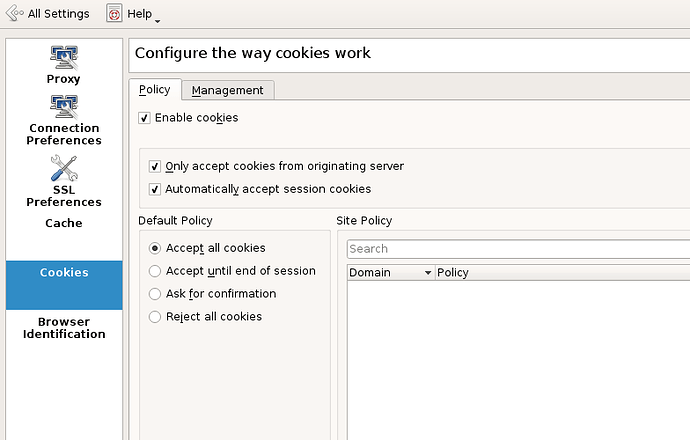 All Settings
Help
Proxy
Connection
Preferences
SSL
Preferences
Cache
Cookies
Browser
Identification
Configure the way cookies work
Policy
Management
Enable cookies
Only accept cookies from originating server
Automatically accept session cookies
Default Policy
Accept all cookies
Accept until end of session
Ask for confirmation
Reject all cookies
Site Policy
Search
Domain
Policy